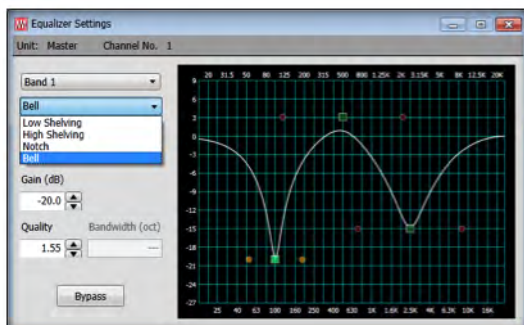 Equalizer Settings
Unit: Master Channel No. 1
Band 1
Bell
Low Shelving
High Shelving
Notch
Bell
Gain (dB)
-20.0
Quality Bandwidth (oct)
1.55 ---
Bypass
20 31.5 50 80 125 200 315 500 800 1.25K 2K 3.15K 5K 8K 12.5K 20K
9
6
3
0
-3
-6
-9
-12
-15
-18
-21
-24
-27
25 40 63 100 160 250 400 630 1K 1.6K 2.5K 4K 6.3K 10K 16K